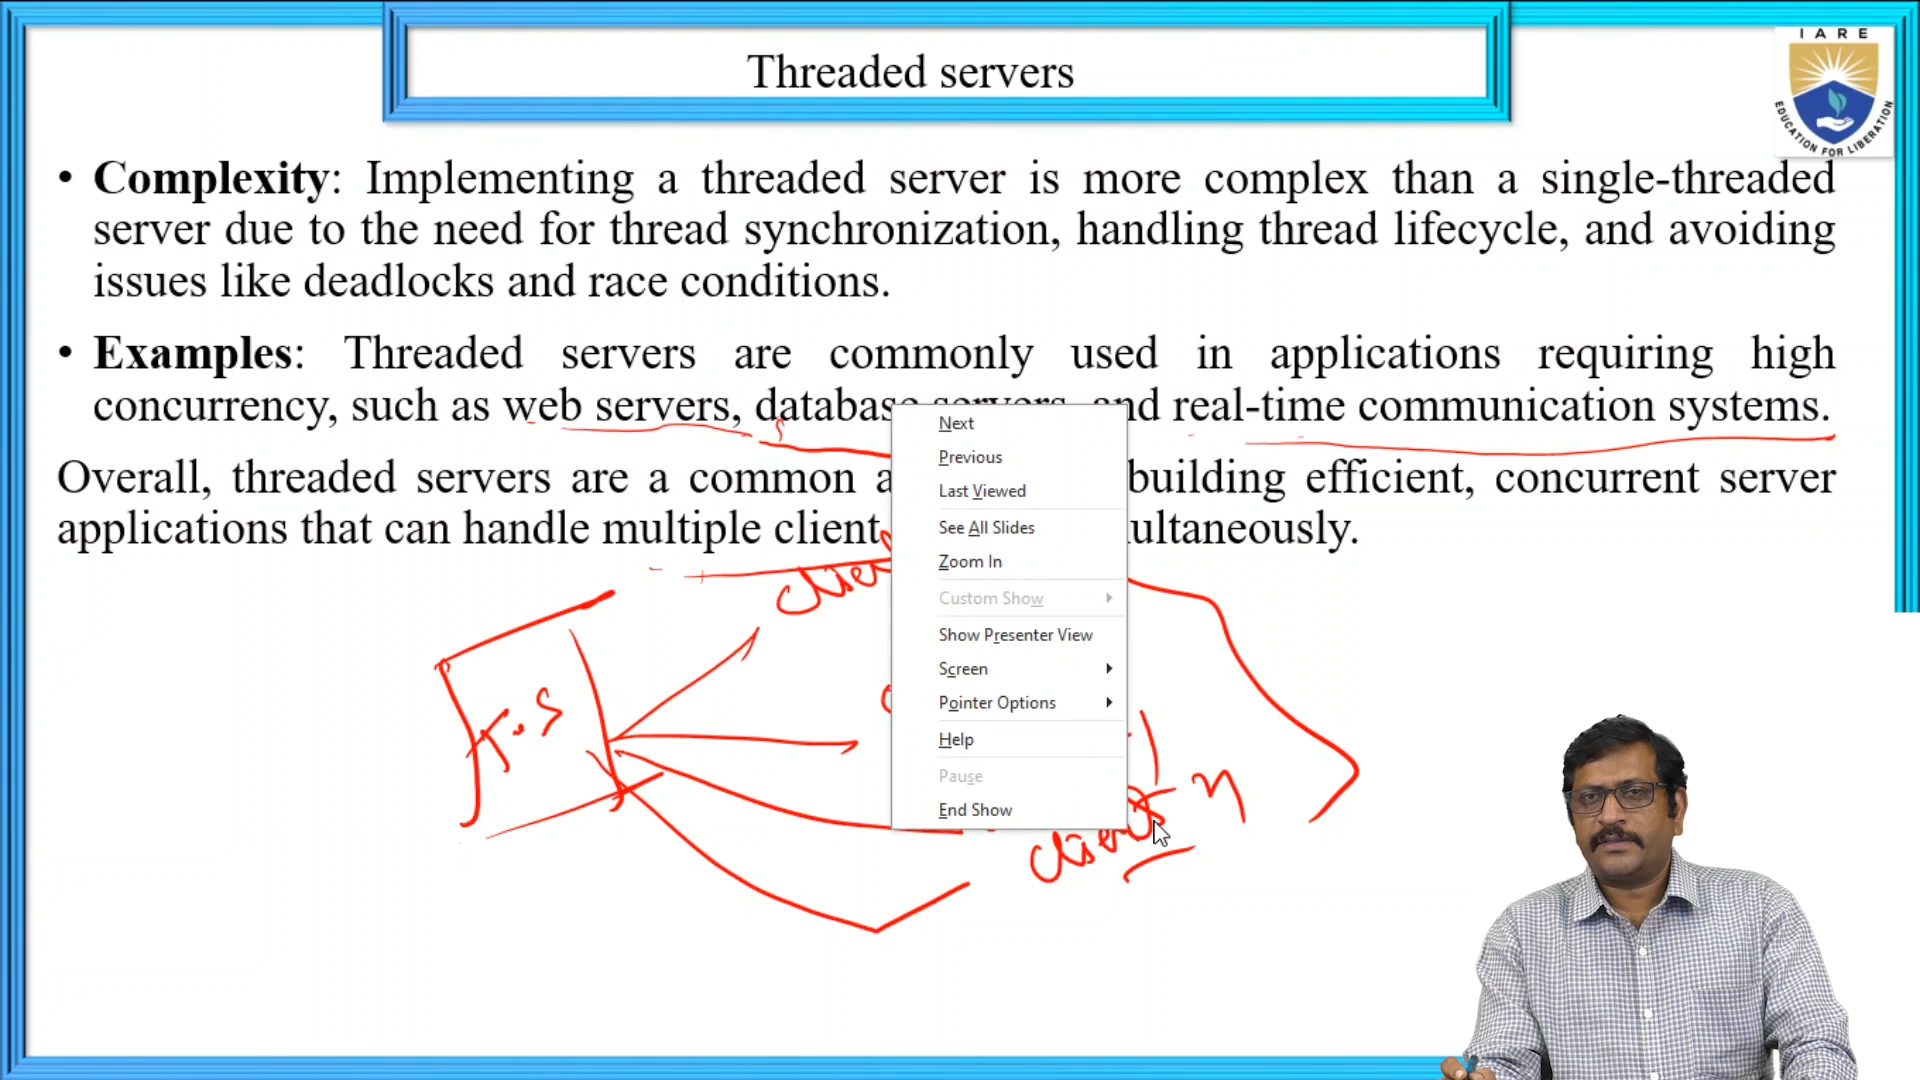 Threaded servers
I A R E
EDUCATION FOR LIBERATION
• Complexity: Implementing a threaded server is more complex than a single-threaded
server due to the need for thread synchronization, handling thread lifecycle, and avoiding
issues like deadlocks and race conditions.
• Examples: Threaded servers are commonly used in applications requiring high
concurrency, such as web servers, database servers, and real-time communication systems.
Overall, threaded servers are a common a building efficient, concurrent server
applications that can handle multiple client ultaneously.
Next
Previous
Last Viewed
See All Slides
Zoom In
Custom Show
Show Presenter View
Screen
Pointer Options
Help
Pause
End Show
T.S
client n